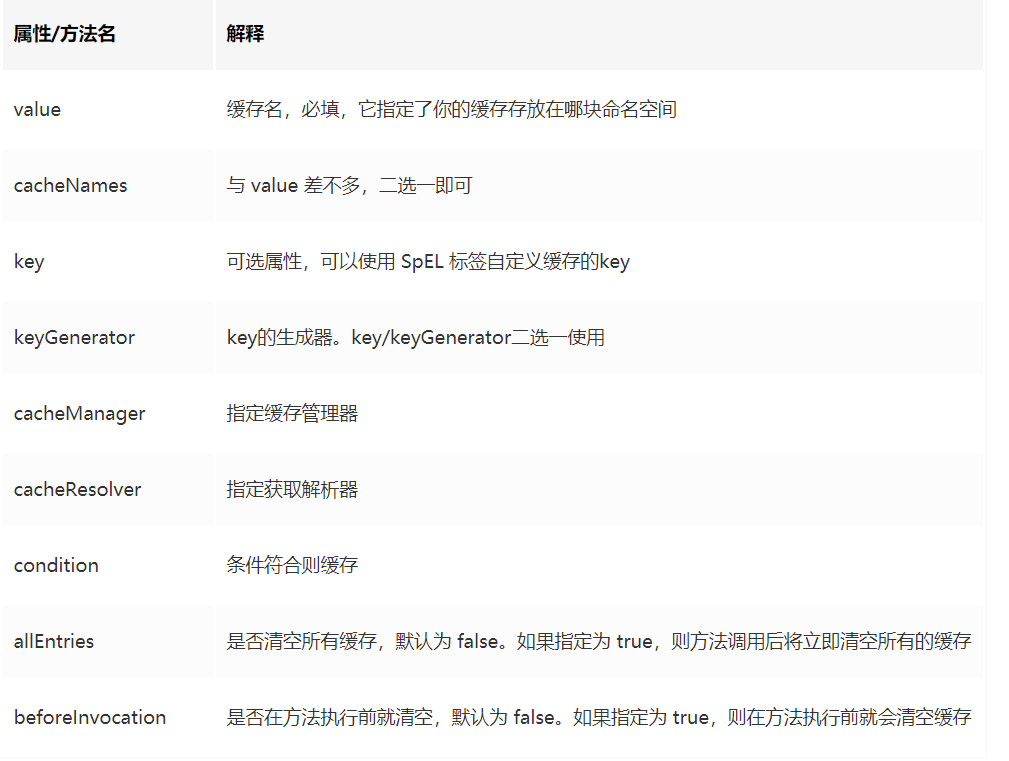 属性/方法名 解释
value 缓存名，必填，它指定了你的缓存存放在哪块命名空间
cacheNames 与 value 差不多，二选一即可
key 可选属性，可以使用 SpEL 标签自定义缓存的key
keyGenerator key的生成器。key/keyGenerator二选一使用
cacheManager 指定缓存管理器
cacheResolver 指定获取解析器
condition 条件符合则缓存
allEntries 是否清空所有缓存，默认为 false。如果指定为 true，则方法调用后将立即清空所有的缓存
beforeInvocation 是否在方法执行前就清空，默认为 false。如果指定为 true，则在方法执行前就会清空缓存